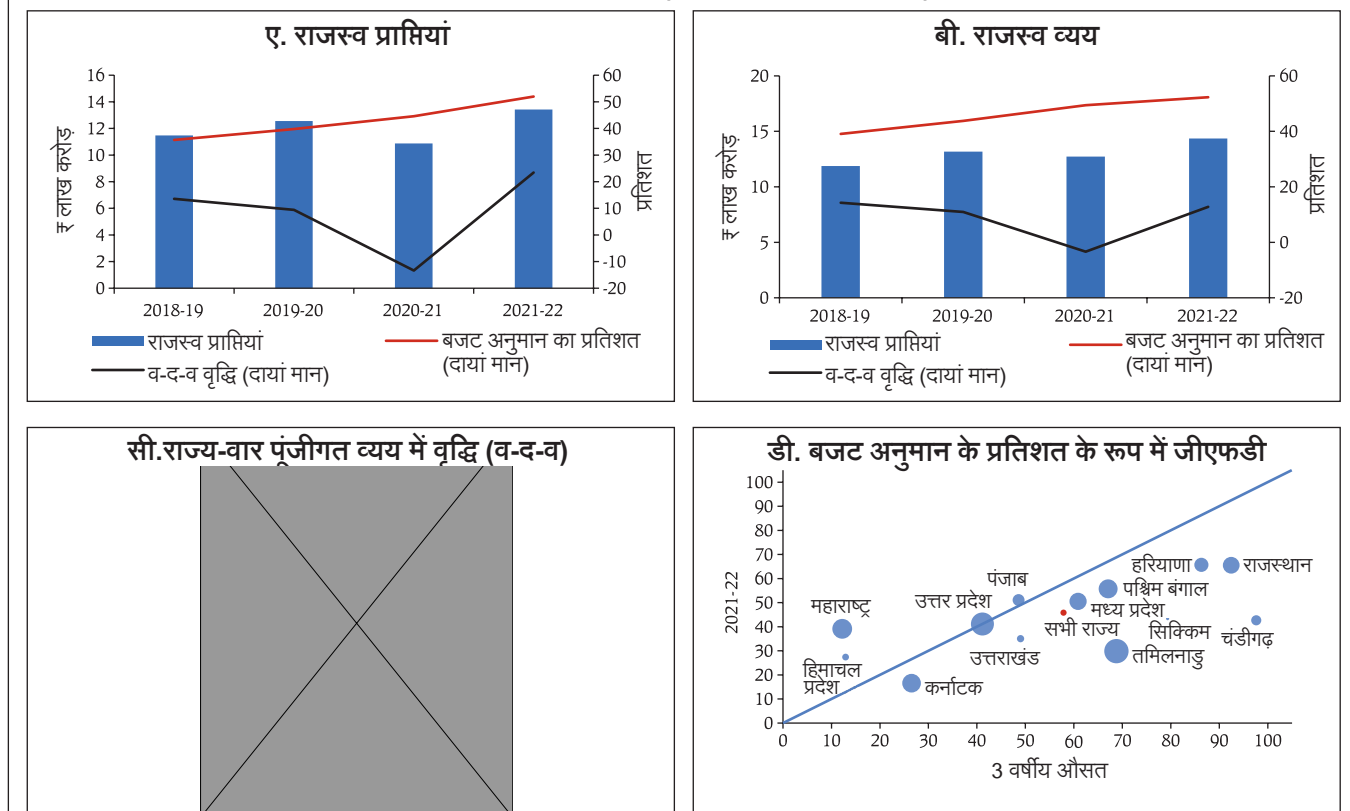 ए. राजस्व प्राप्तियां
16
14
12
10
8
6
4
2
0
₹ लाख करोड़
60
50
40
30
20
10
0
-10
-20
प्रतिशत
2018-19 2019-20 2020-21 2021-22
राजस्व प्राप्तियां
बजट अनुमान का प्रतिशत
(दायां मान)
व-द-व वृद्धि (दायां मान)
बी. राजस्व व्यय
20
15
10
5
0
₹ लाख करोड़
60
40
20
0
-20
प्रतिशत
2018-19 2019-20 2020-21 2021-22
राजस्व प्राप्तियां
बजट अनुमान का प्रतिशत
(दायां मान)
व-द-व वृद्धि (दायां मान)
सी.राज्य-वार पूंजीगत व्यय में वृद्धि (व-द-व)
डी. बजट अनुमान के प्रतिशत के रूप में जीएफडी
100
90
80
70
60
50
40
30
20
10
0
2021-22
हरियाणा
राजस्थान
पंजाब
पश्चिम बंगाल
महाराष्ट्र
उत्तर प्रदेश
मध्य प्रदेश
सभी राज्य
सिक्किम
चंडीगढ़
उत्तराखंड
तमिलनाडु
हिमाचल
प्रदेश
कर्नाटक
0 10 20 30 40 50 60 70 80 90 100
3 वर्षीय औसत